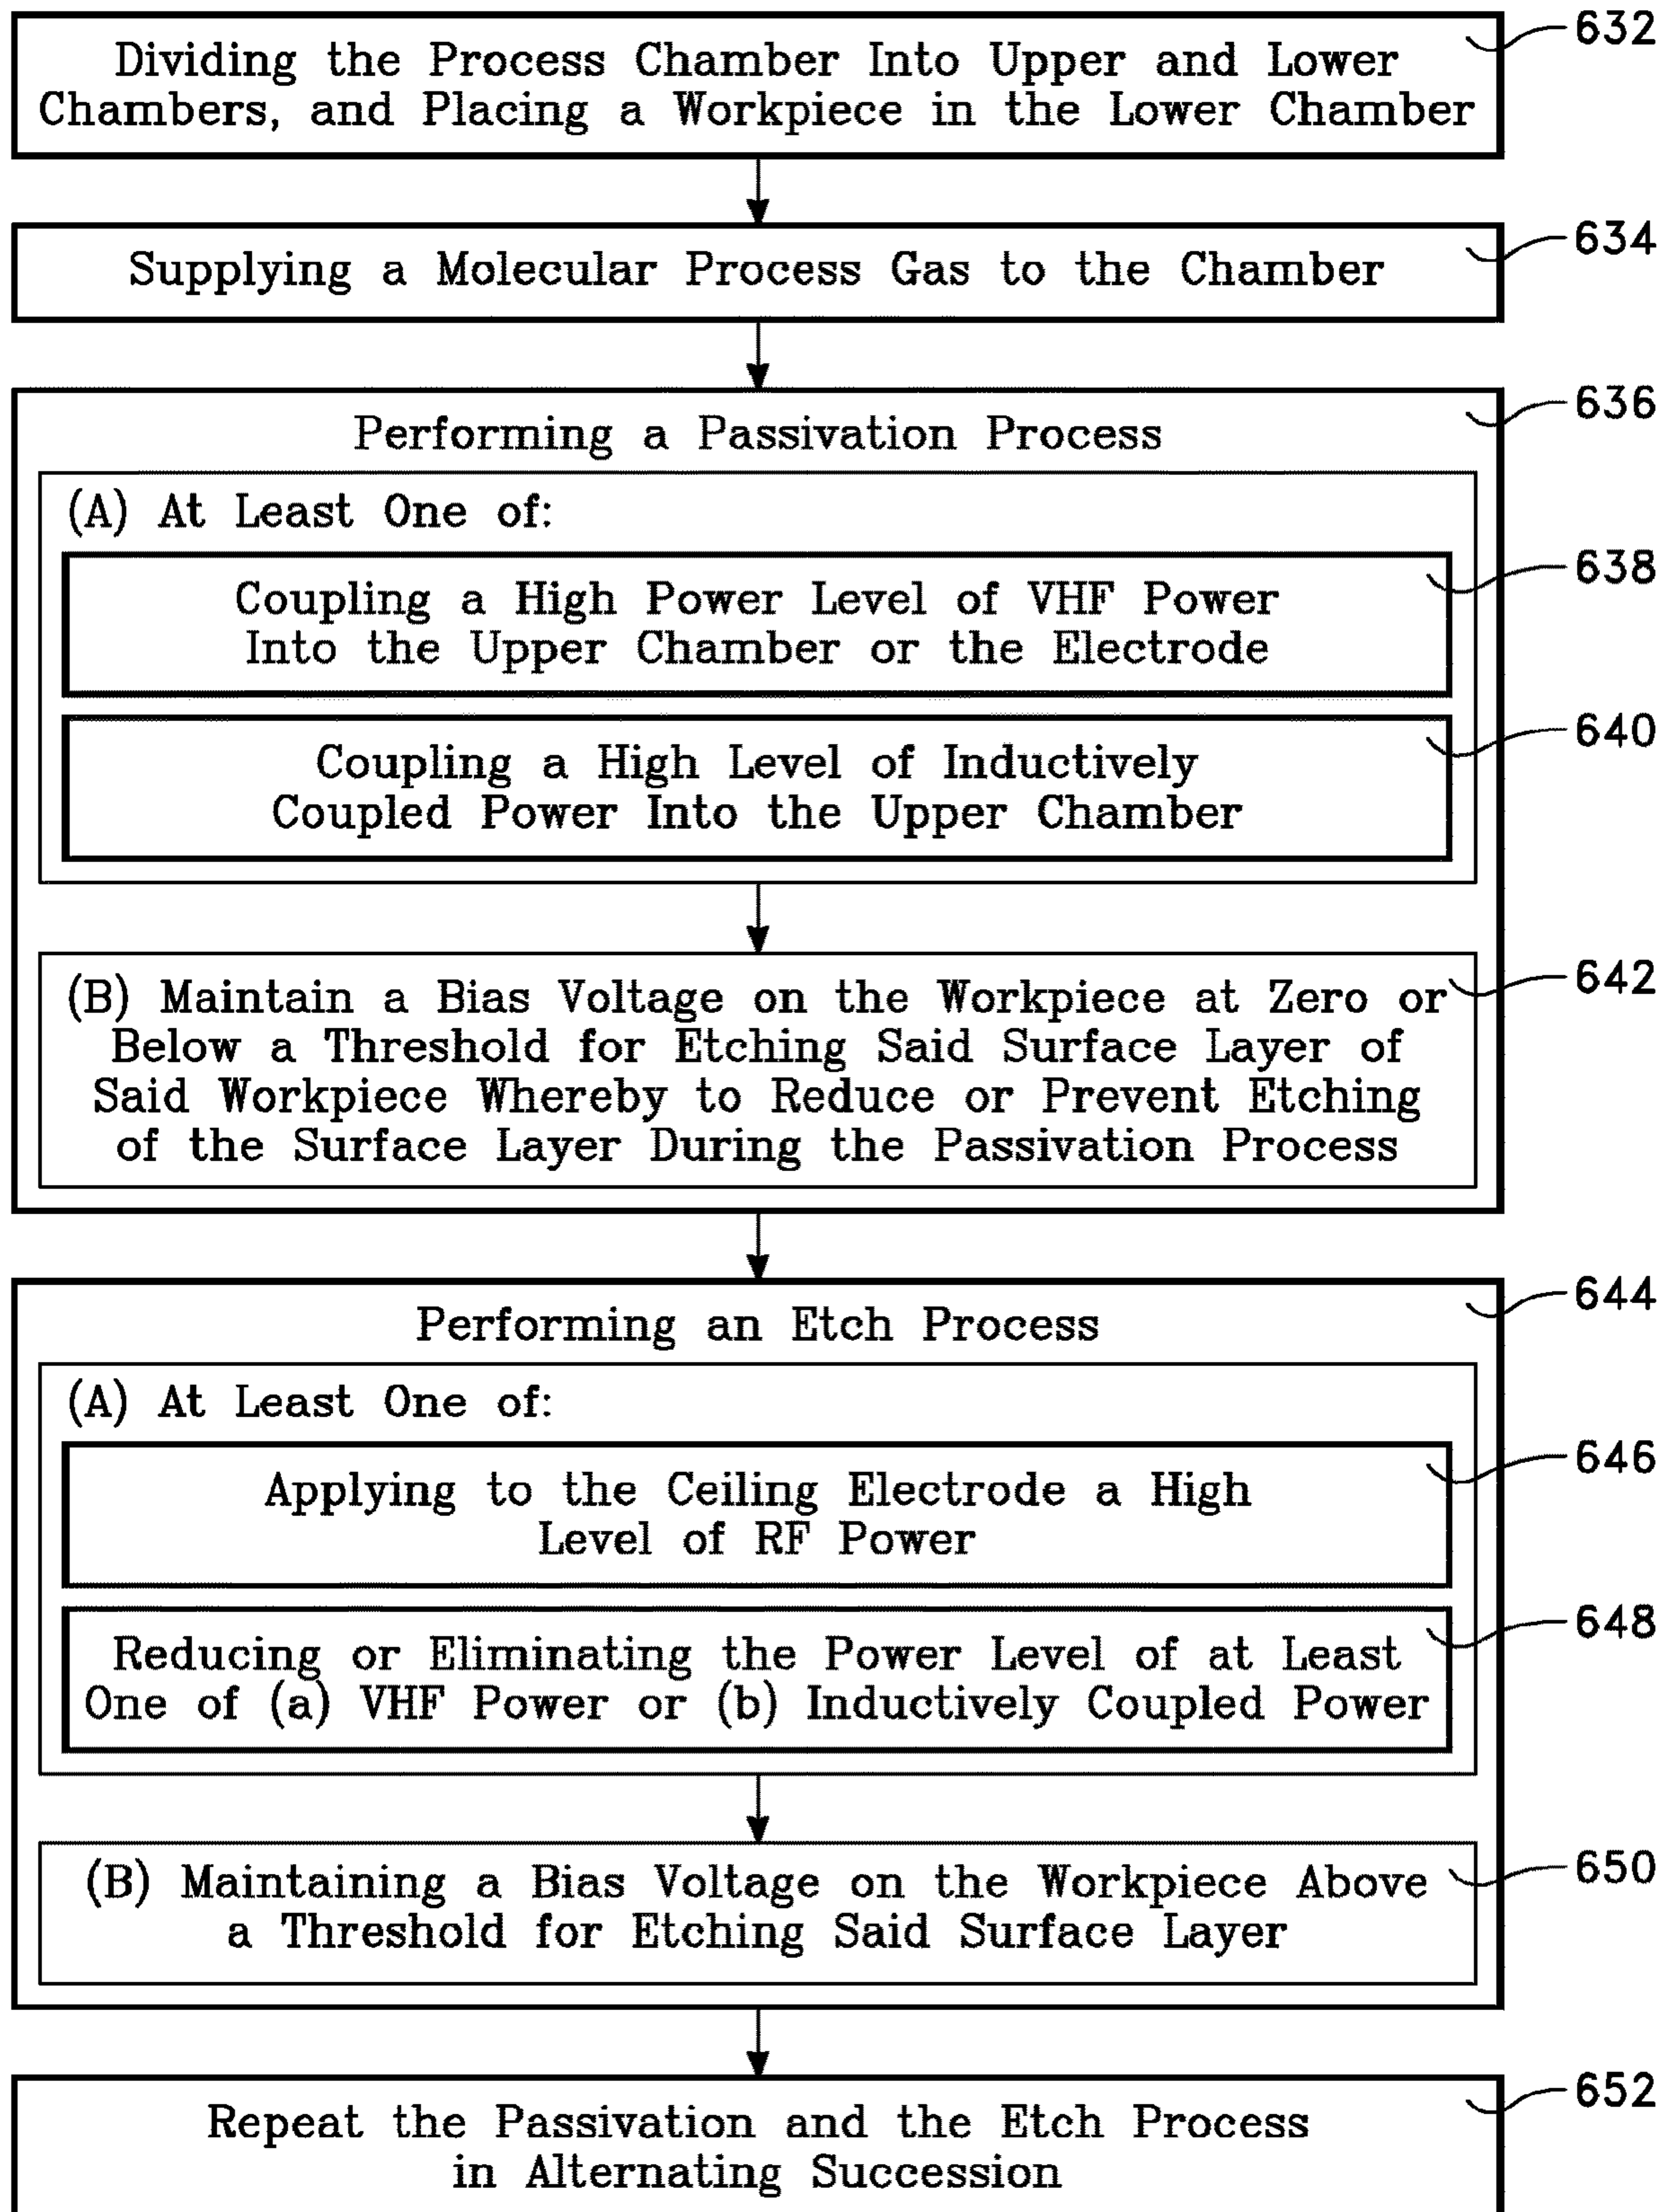 632
Dividing the Process Chamber Into Upper and Lower
Chambers, and Placing a Workpiece in the Lower Chamber
634
Supplying a Molecular Process Gas to the Chamber
636
Performing a Passivation Process
(A) At Least One of:
638
Coupling a High Power Level of VHF Power
Into the Upper Chamber or the Electrode
640
Coupling a High Level of Inductively
Coupled Power Into the Upper Chamber
642
(B) Maintain a Bias Voltage on the Workpiece at Zero or
Below a Threshold for Etching Said Surface Layer of
Said Workpiece Whereby to Reduce or Prevent Etching
of the Surface Layer During the Passivation Process
644
Performing an Etch Process
(A) At Least One of:
646
Applying to the Ceiling Electrode a High
Level of RF Power
648
Reducing or Eliminating the Power Level of at Least
One of (a) VHF Power or (b) Inductively Coupled Power
650
(B) Maintaining a Bias Voltage on the Workpiece Above
a Threshold for Etching Said Surface Layer
652
Repeat the Passivation and the Etch Process
in Alternating Succession